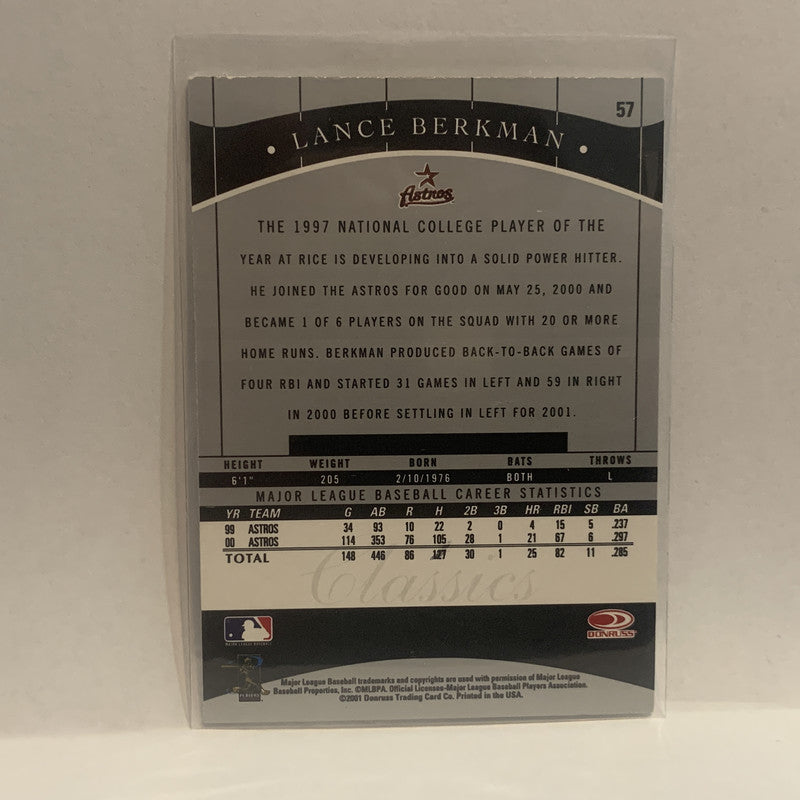 57
LANCE BERKMAN
Astros
THE 1997 NATIONAL COLLEGE PLAYER OF THE
YEAR AT RICE IS DEVELOPING INTO A SOLID POWER HITTER.
HE JOINED THE ASTROS FOR GOOD ON MAY 25, 2000 AND
BECAME 1 OF 6 PLAYERS ON THE SQUAD WITH 20 OR MORE
HOME RUNS. BERKMAN PRODUCED BACK-TO-BACK GAMES OF
FOUR RBI AND STARTED 31 GAMES IN LEFT AND 59 IN RIGHT
IN 2000 BEFORE SETTLING IN LEFT FOR 2001.
HEIGHT WEIGHT BORN BATS THROWS
6'1" 205 2/10/1976 BOTH L
MAJOR LEAGUE BASEBALL CAREER STATISTICS
YR TEAM G AB R H 2B 3B HR RBI SB BA
99 ASTROS 34 93 10 22 2 0 4 15 5 .237
00 ASTROS 114 353 76 105 28 1 21 67 6 .297
TOTAL 148 446 86 127 30 1 25 82 11 .285
Classics
MAJOR LEAGUE BASEBALL
DONRUSS
PLAYERS
Major League Baseball trademarks and copyrights are used with permission of Major League
Baseball Properties, Inc. ©MLBPA. Official Licensee-Major League Baseball Players Association.
©2001 Donruss Trading Card Co. Printed in the USA.